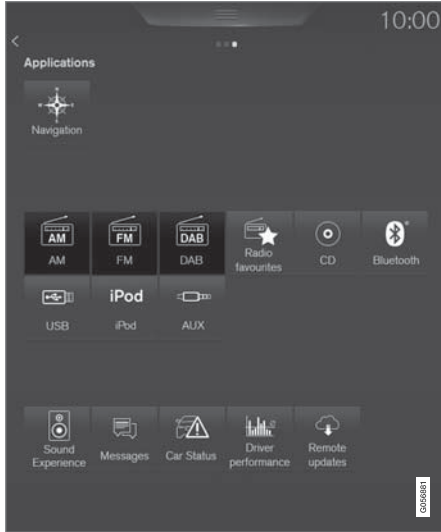 10:00
Applications
Navigation
AM FM DAB
AM FM DAB Radio favourites CD Bluetooth
iPod
USB iPod AUX
Sound Experience Messages Car Status Driver performance Remote updates
G056881